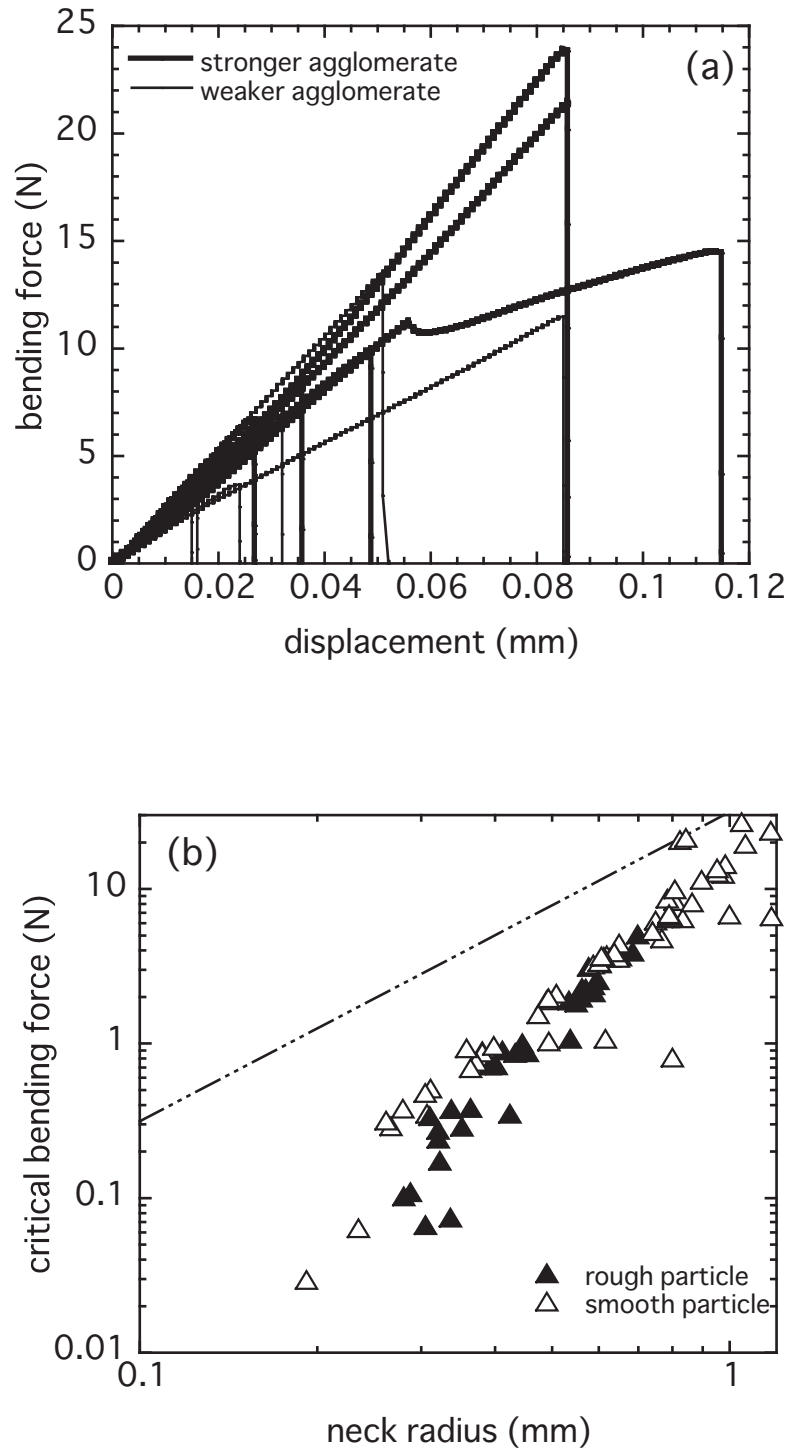 25
20
15
10
5
0
(a)
stronger agglomerate
weaker agglomerate
bending force (N)
0 0.02 0.04 0.06 0.08 0.1 0.12
displacement (mm)
(b)
10
1
0.1
0.01
critical bending force (N)
rough particle
smooth particle
0.1 1
neck radius (mm)